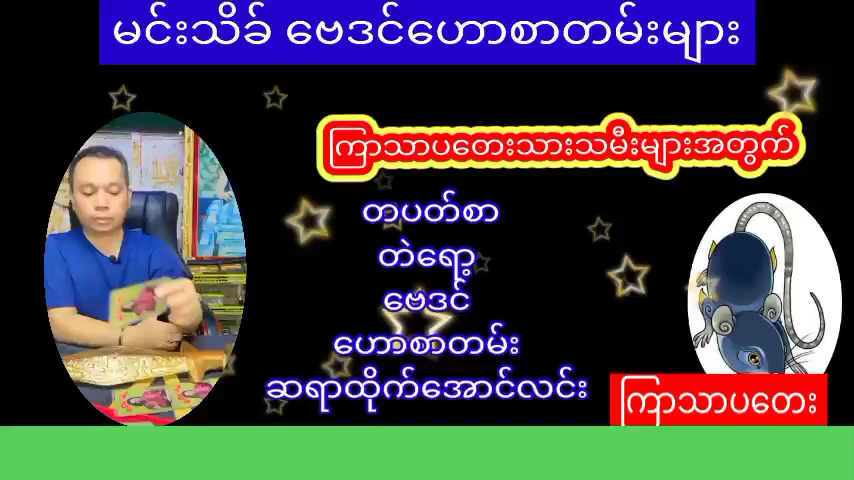 မင်းသိခ် ဗေဒင်ဟောစာတမ်းများ
ကြာသာပတေးသားသမီးများအတွက်
တပတ်စာ
တဲရော့
ဗေဒင်
ဟောစာတမ်း
ဆရာထိုက်အောင်လင်း
ကြာသာပတေး